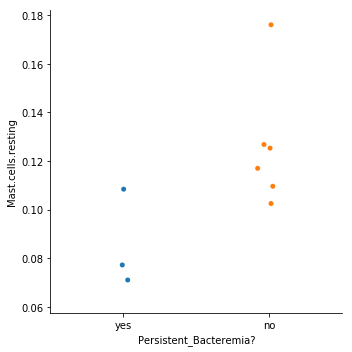 0.18
0.16
0.14
0.12
0.10
0.08
0.06
Mast.cells.resting
yes
no
Persistent_Bacteremia?